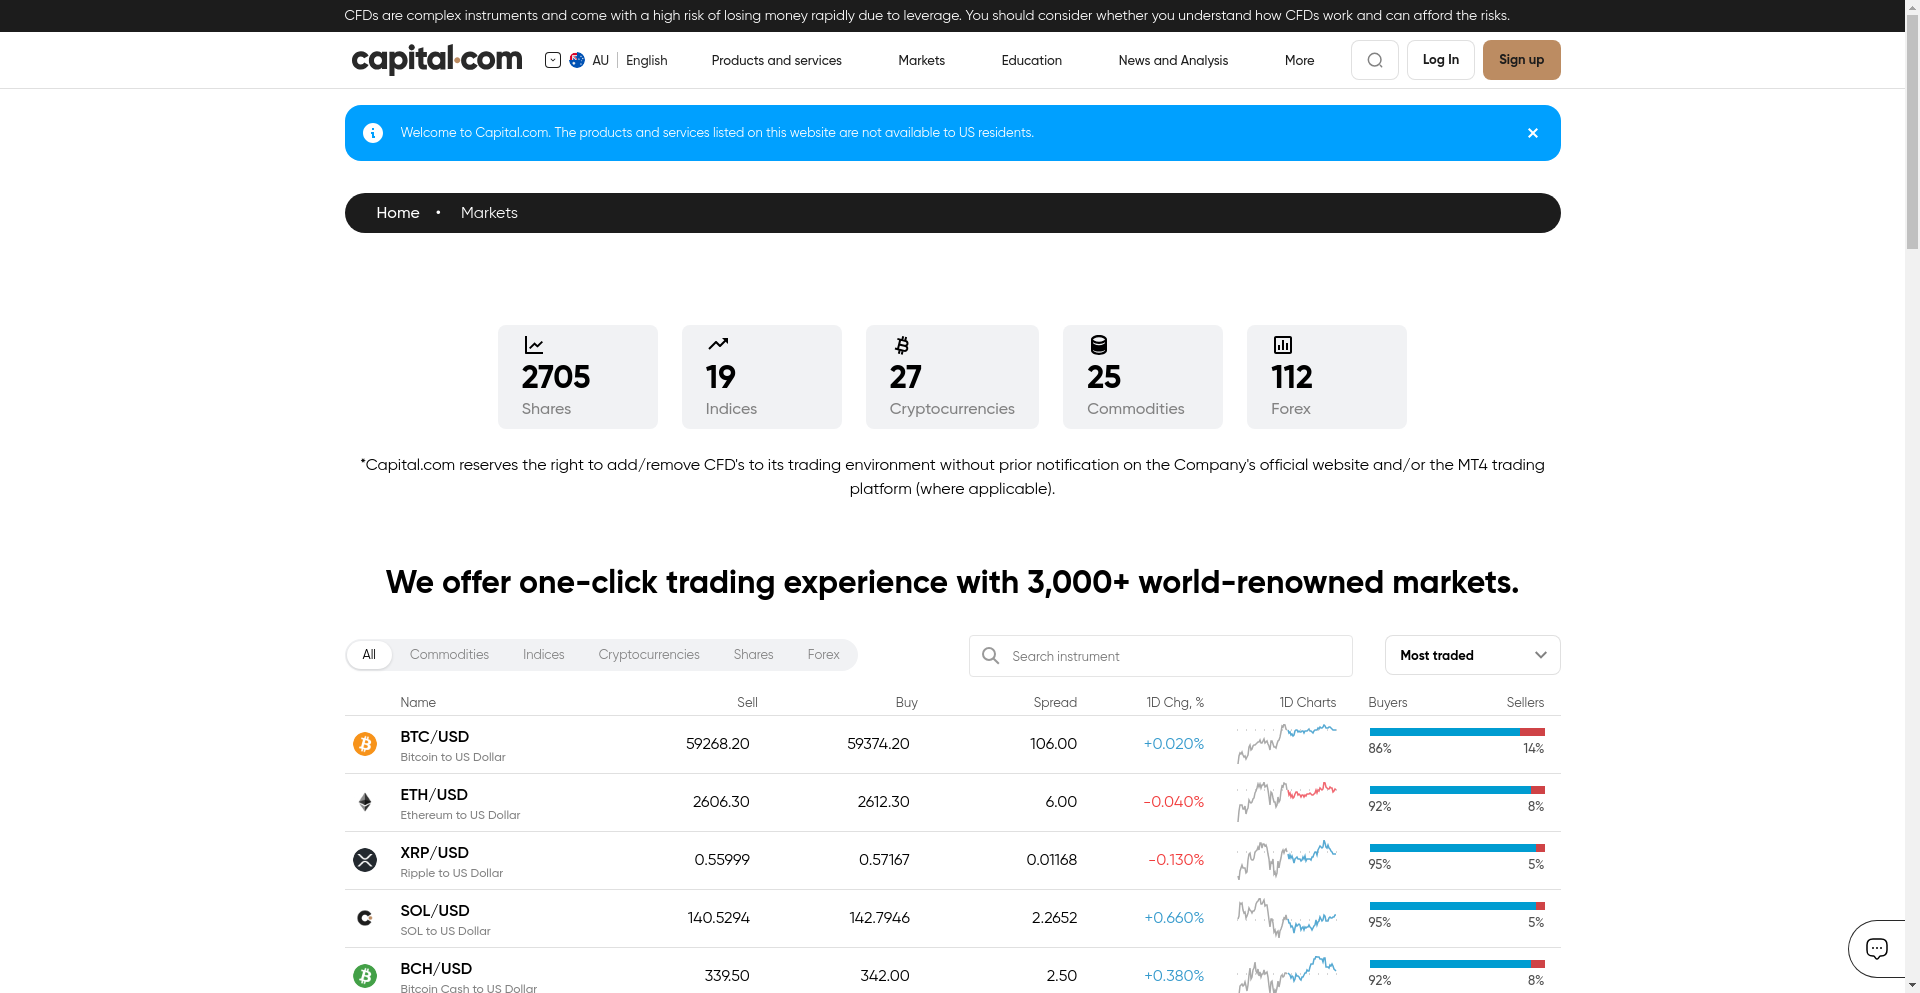 CFDs are complex instruments and come with a high risk of losing money rapidly due to leverage. You should consider whether you understand how CFDs work and can afford the risks.
capital.com AU English Products and services Markets Education News and Analysis More Log In Sign up
Welcome to Capital.com. The products and services listed on this website are not available to US residents.
Home • Markets
2705 19 27 25 112
Shares Indices Cryptocurrencies Commodities Forex
*Capital.com reserves the right to add/remove CFD's to its trading environment without prior notification on the Company's official website and/or the MT4 trading
platform (where applicable).
We offer one-click trading experience with 3,000+ world-renowned markets.
All Commodities Indices Cryptocurrencies Shares Forex Search instrument Most traded
Name Sell Buy Spread 1D Chg, % 1D Charts Buyers Sellers
BTC/USD 59268.20 59374.20 106.00 +0.020% 86% 14%
Bitcoin to US Dollar
ETH/USD 2606.30 2612.30 6.00 -0.040% 92% 8%
Ethereum to US Dollar
XRP/USD 0.55999 0.57167 0.01168 -0.130% 95% 5%
Ripple to US Dollar
SOL/USD 140.5294 142.7946 2.2652 +0.660% 95% 5%
SOL to US Dollar
BCH/USD 339.50 342.00 2.50 +0.380% 92% 8%
Bitcoin Cash to US Dollar